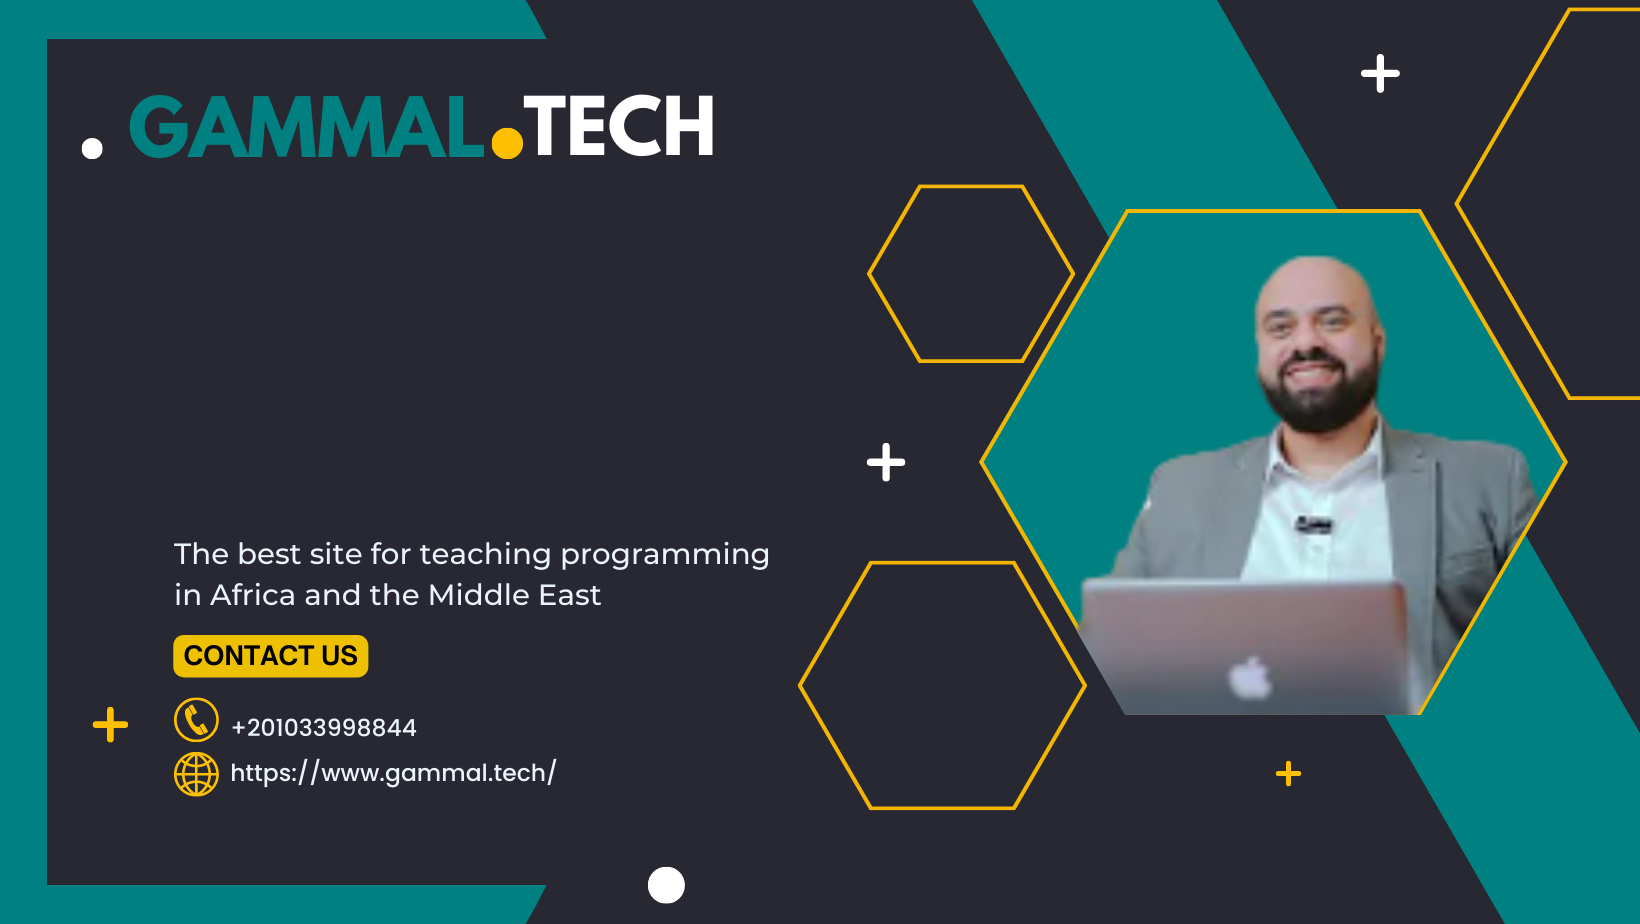 GAMMAL.TECH
The best site for teaching programming
in Africa and the Middle East
CONTACT US
+201033998844
https://www.gammal.tech/